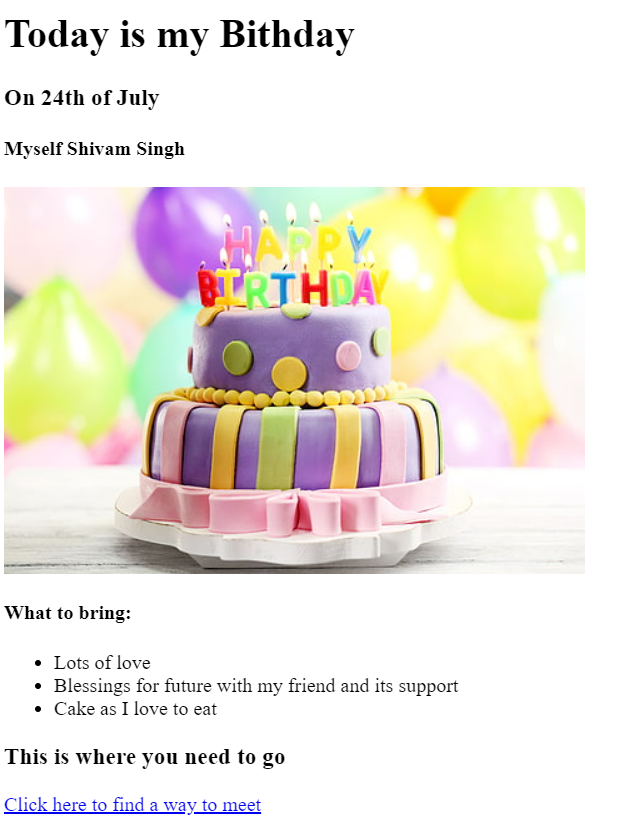 Today is my Bithday
On 24th of July
Myself Shivam Singh
HAPPY
BIRTHDAY
What to bring:
Lots of love
Blessings for future with my friend and its support
Cake as I love to eat
This is where you need to go
Click here to find a way to meet